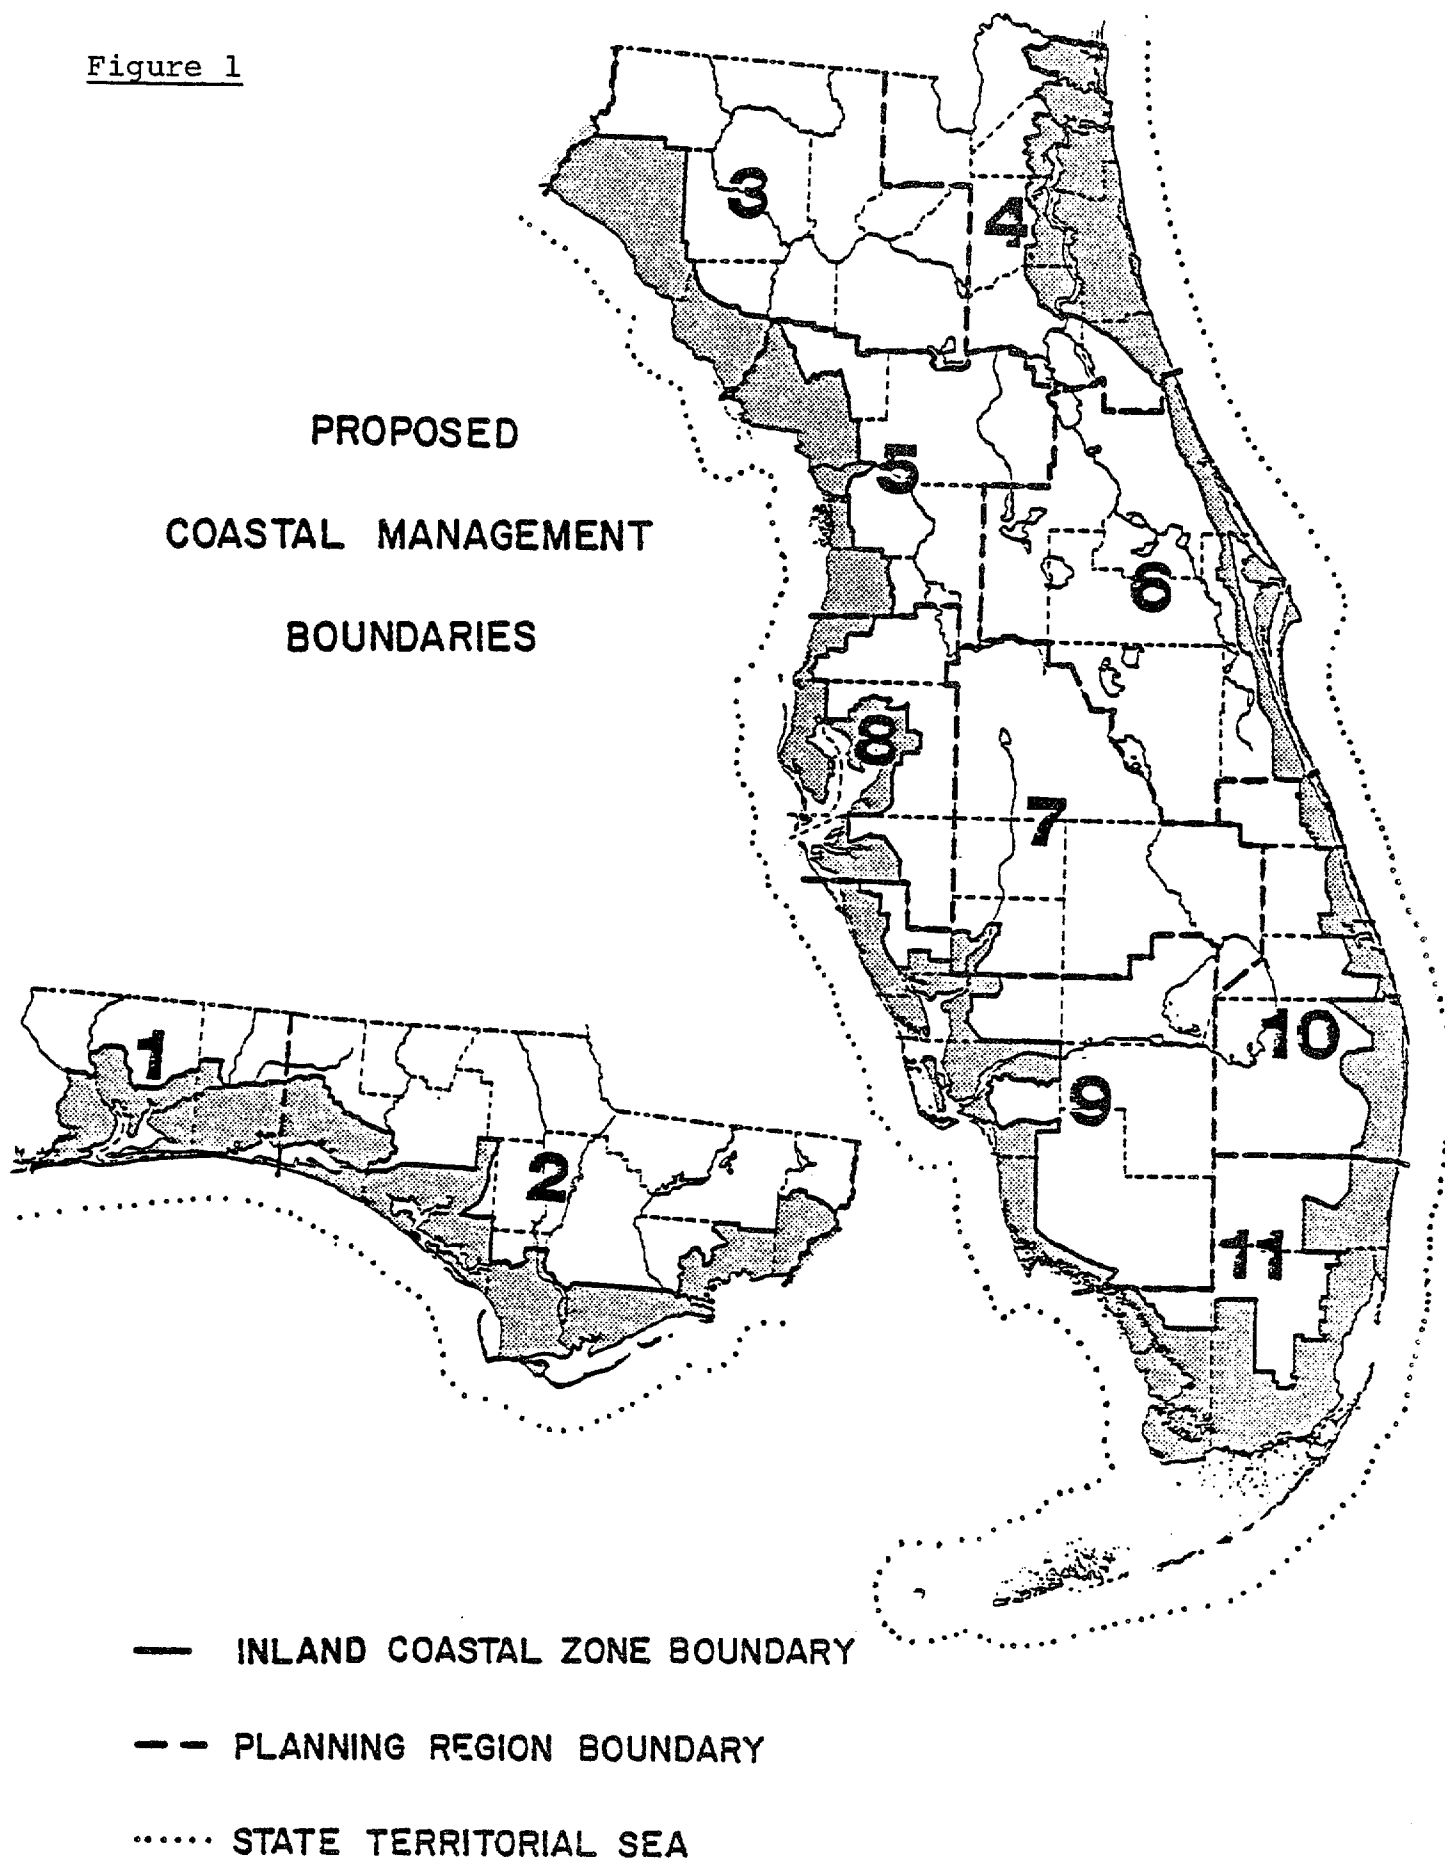 Figure 1
PROPOSED
COASTAL MANAGEMENT
BOUNDARIES
3
4
5
6
8
7
1
10
9
2
11
INLAND COASTAL ZONE BOUNDARY
PLANNING REGION BOUNDARY
STATE TERRITORIAL SEA